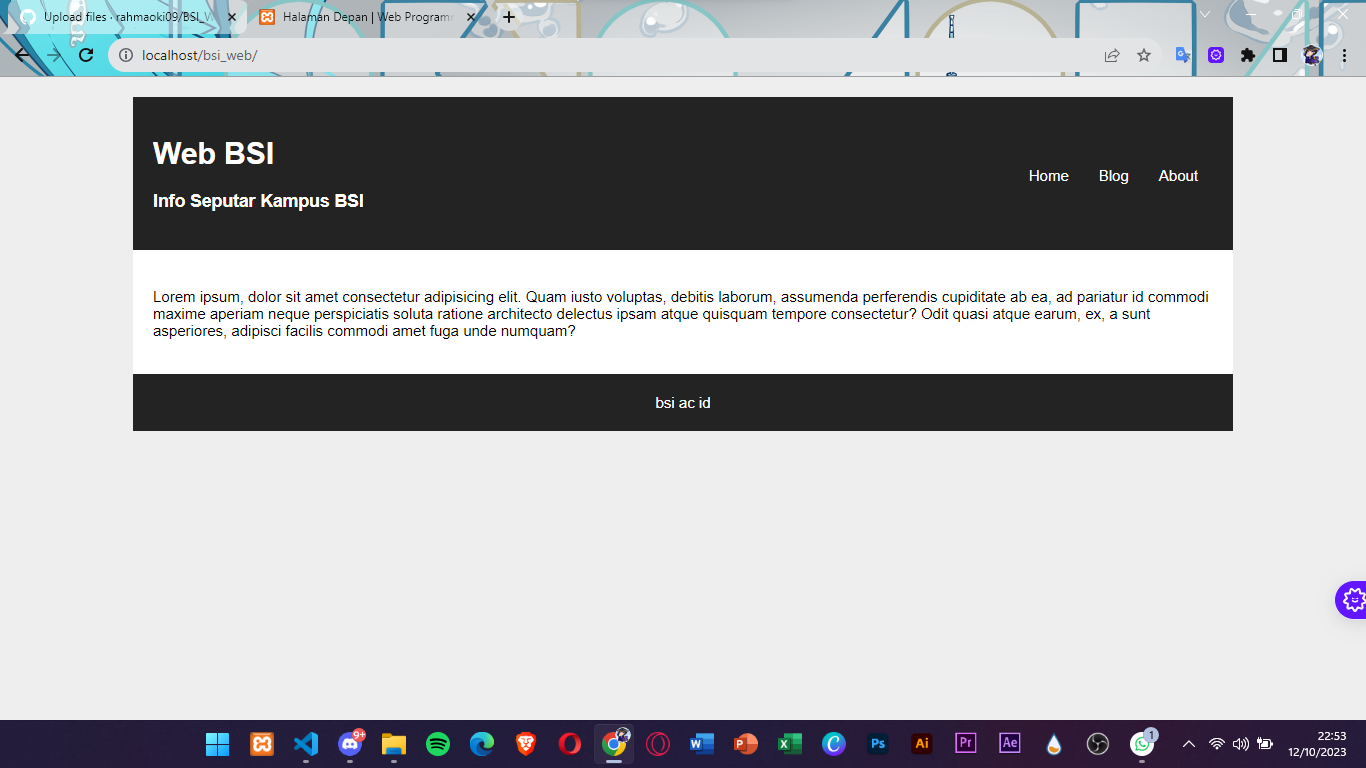 Upload files · rahmaoki09/BSI_W
Halaman Depan | Web Programm
localhost/bsi_web/
Web BSI
Info Seputar Kampus BSI
Home
Blog
About
Lorem ipsum, dolor sit amet consectetur adipisicing elit. Quam iusto voluptas, debitis laborum, assumenda perferendis cupiditate ab ea, ad pariatur id commodi
maxime aperiam neque perspiciatis soluta ratione architecto delectus ipsam atque quisquam tempore consectetur? Odit quasi atque earum, ex, a sunt
asperiores, adipisci facilis commodi amet fuga unde numquam?
bsi ac id
9+
Ps
Ai
Pr
Ae
1
22:53
12/10/2023